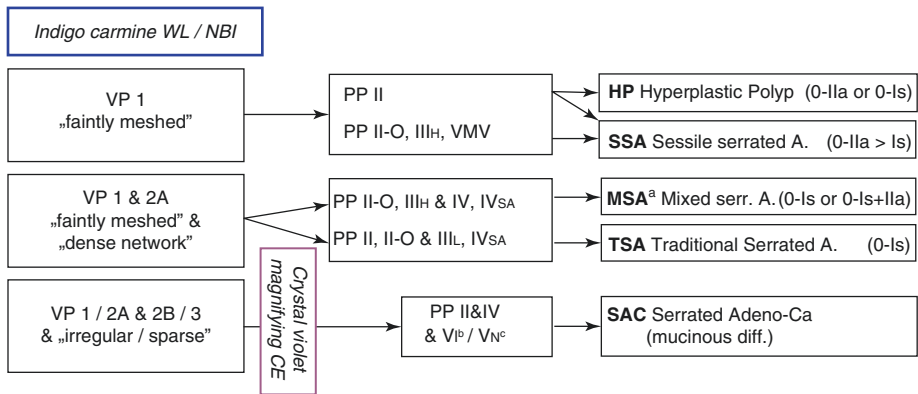 Indigo carmine WL / NBI
VP 1
„faintly meshed”
PP II
PP II-O, IIIH, VMV
HP Hyperplastic Polyp (0-IIa or 0-Is)
SSA Sessile serrated A. (0-IIa > Is)
VP 1 & 2A
„faintly meshed” &
„dense network”
PP II-O, IIIH & IV, IVSA
PP II, II-O & IIIL, IVSA
MSAa Mixed serr. A.(0-Is or 0-Is+IIa)
TSA Traditional Serrated A. (0-Is)
VP 1 / 2A & 2B / 3
& „irregular / sparse”
Crystal violet
magnifying CE
PP II&IV
& VIb / VNc
SAC Serrated Adeno-Ca
(mucinous diff.)